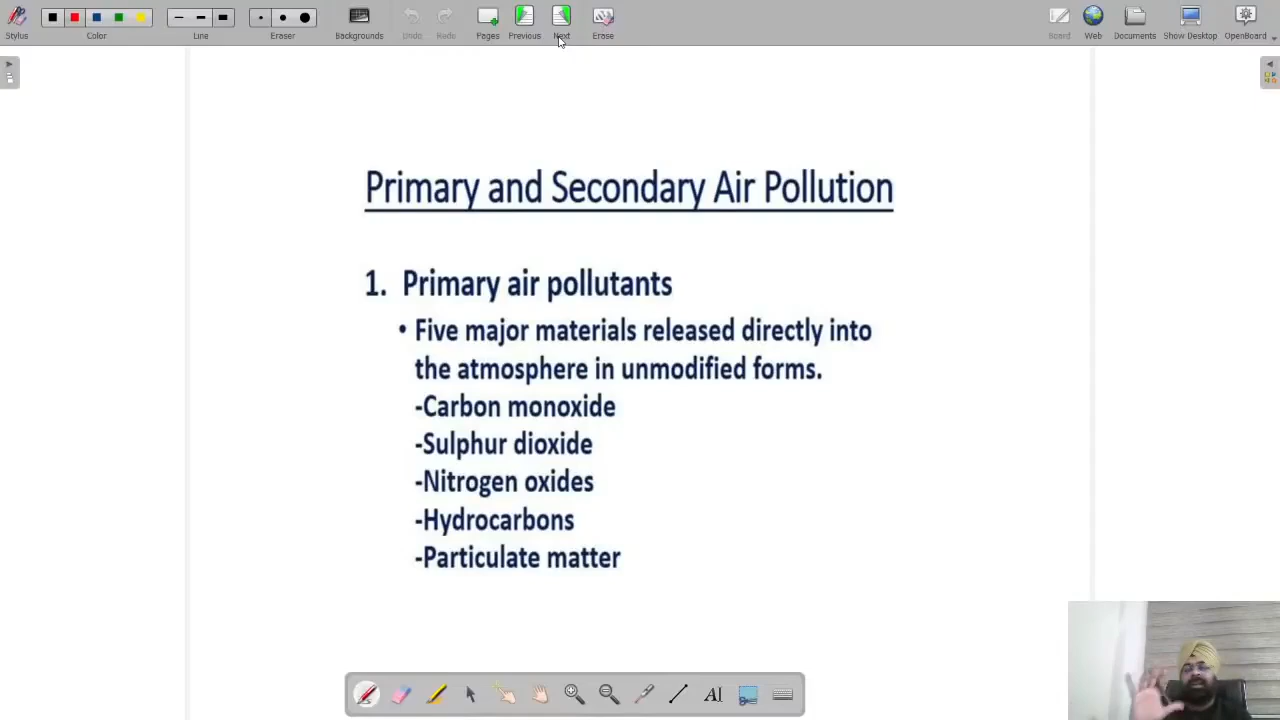 Stylus
Color
Line
Eraser
Backgrounds
Undo
Redo
Pages
Previous
Next
Erase
Board
Web
Documents
Show Desktop
OpenBoard
Primary and Secondary Air Pollution
1. Primary air pollutants
• Five major materials released directly into
the atmosphere in unmodified forms.
-Carbon monoxide
-Sulphur dioxide
-Nitrogen oxides
-Hydrocarbons
-Particulate matter
AI